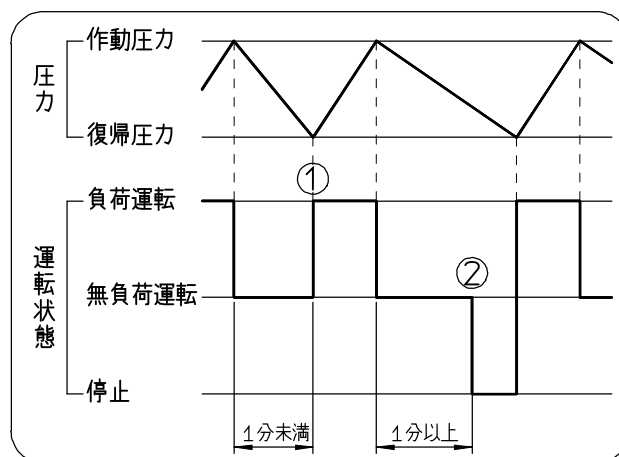 作動圧力
圧力
復帰圧力
①
負荷運転
運転状態
②
無負荷運転
停止
1分未満
1分以上